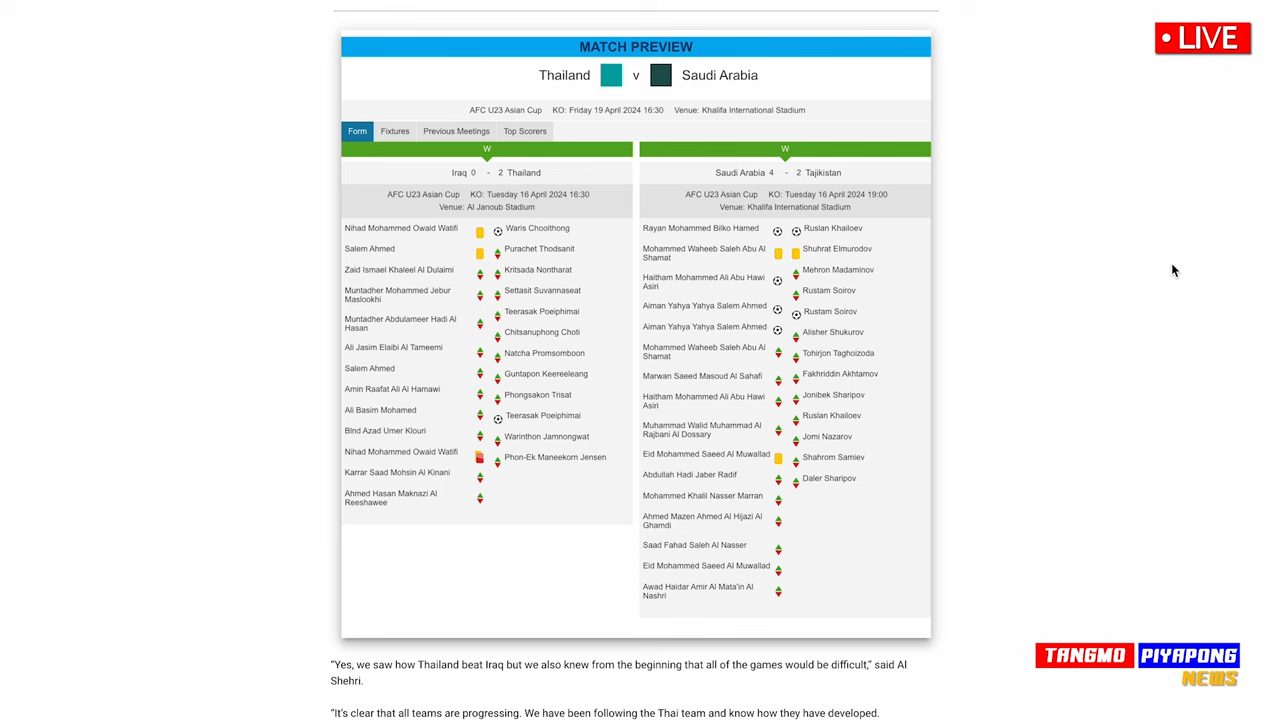 LIVE
MATCH PREVIEW
Thailand v Saudi Arabia
AFC U23 Asian Cup KO: Friday 19 April 2024 16:30 Venue: Khalifa International Stadium
Form Fixtures Previous Meetings Top Scorers
W
Iraq 0 - 2 Thailand
AFC U23 Asian Cup KO: Tuesday 16 April 2024 16:30
Venue: Al Janoub Stadium
Nihad Mohammed Owaid Watifi
Salem Ahmed
Zaid Ismael Khaleel Al Dulaimi
Muntadher Mohammed Jebur
Maslookhi
Muntadher Abdulameer Hadi Al
Hasan
Ali Jasim Elaibi Al Tameemi
Salem Ahmed
Amin Raafat Ali Al Hamawi
Ali Basim Mohamed
Blnd Azad Umer Klouri
Nihad Mohammed Owaid Watifi
Karrar Saad Mohsin Al Kinani
Ahmed Hasan Maknazi Al
Reeshawee
Waris Choolthong
Purachet Thodsanit
Kritsada Nontharat
Settasit Suvannaseat
Teerasak Poeiphimai
Chitsanuphong Choti
Natcha Promsomboon
Guntapon Keereeleang
Phongsakon Trisat
Teerasak Poeiphimai
Warinthon Jamnongwat
Phon-Ek Maneekorn Jensen
W
Saudi Arabia 4 - 2 Tajikistan
AFC U23 Asian Cup KO: Tuesday 16 April 2024 19:00
Venue: Khalifa International Stadium
Rayan Mohammed Bilko Hamed
Mohammed Waheeb Saleh Abu Al
Shamat
Haitham Mohammed Ali Abu Hawi
Asiri
Aiman Yahya Yahya Salem Ahmed
Aiman Yahya Yahya Salem Ahmed
Mohammed Waheeb Saleh Abu Al
Shamat
Marwan Saeed Masoud Al Sahafi
Haitham Mohammed Ali Abu Hawi
Asiri
Muhammad Walid Muhammad Al
Rajbani Al Dossary
Eid Mohammed Saeed Al Muwallad
Abdullah Hadi Jaber Radif
Mohammed Khalil Nasser Marran
Ahmed Mazen Ahmed Al Hijazi Al
Ghamdi
Saad Fahad Saleh Al Nasser
Eid Mohammed Saeed Al Muwallad
Awad Haidar Amir Al Mata'in Al
Nashri
Ruslan Khailoev
Shuhrat Elmurodov
Mehron Madaminov
Rustam Soirov
Rustam Soirov
Alisher Shukurov
Tohirjon Taghoizoda
Fakhriddin Akhtamov
Jonibek Sharipov
Ruslan Khailoev
Jomi Nazarov
Shahrom Samiev
Daler Sharipov
“Yes, we saw how Thailand beat Iraq but we also knew from the beginning that all of the games would be difficult,” said Al
Shehri.
“It's clear that all teams are progressing. We have been following the Thai team and know how they have developed.
TANGMO PIYAPONG
NEWS